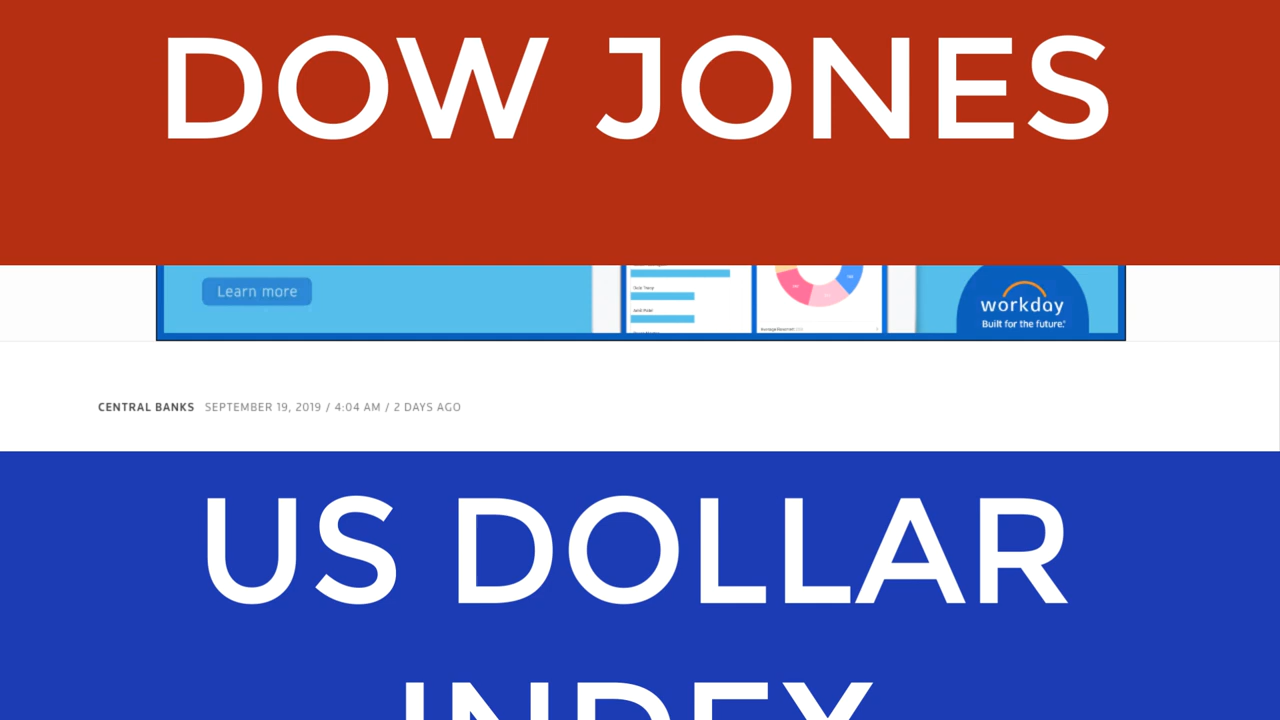 DOW JONES
Learn more
workday
Built for the future.
CENTRAL BANKS SEPTEMBER 19, 2019 / 4:04 AM / 2 DAYS AGO
US DOLLAR
INDEX